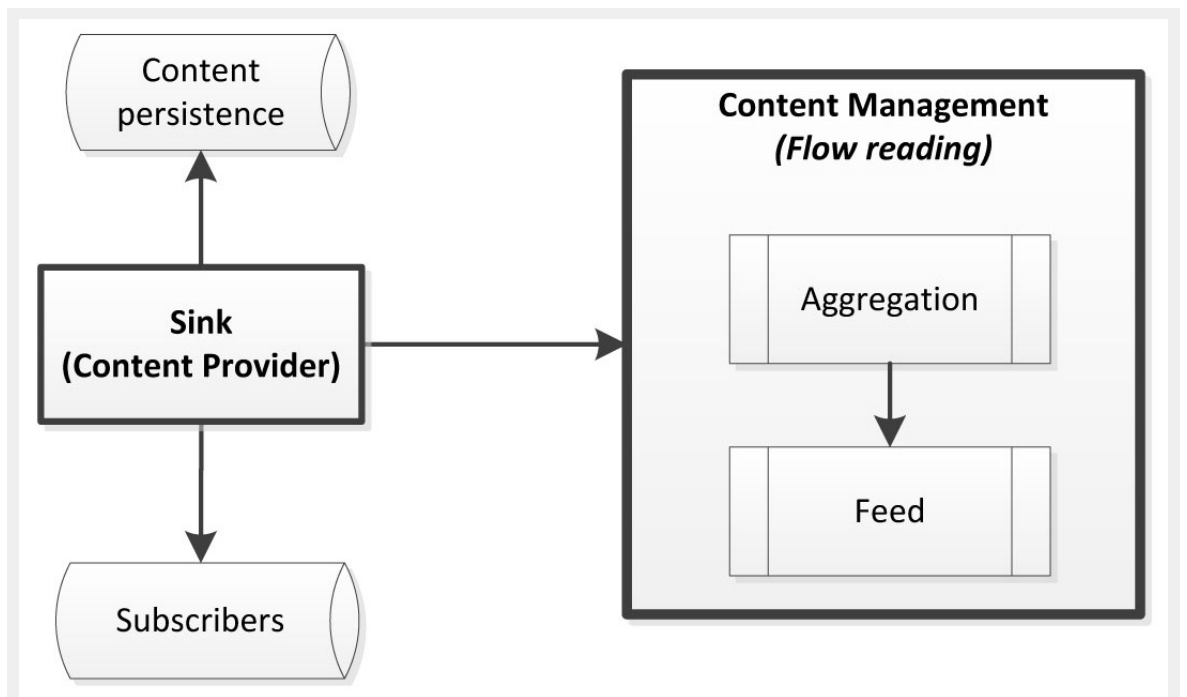 Content
persistence
Content Management
(Flow reading)
Sink
(Content Provider)
Aggregation
Feed
Subscribers